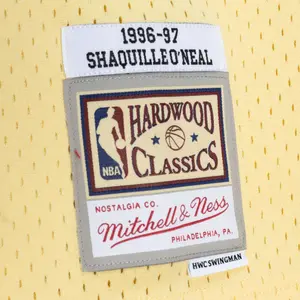 1996-97
SHAQUILLE O'NEAL
HARDWOOD
NBA
CLASSICS
NOSTALGIA CO.
Mitchell & Ness
PHILADELPHIA, PA.
HWC SWINGMAN